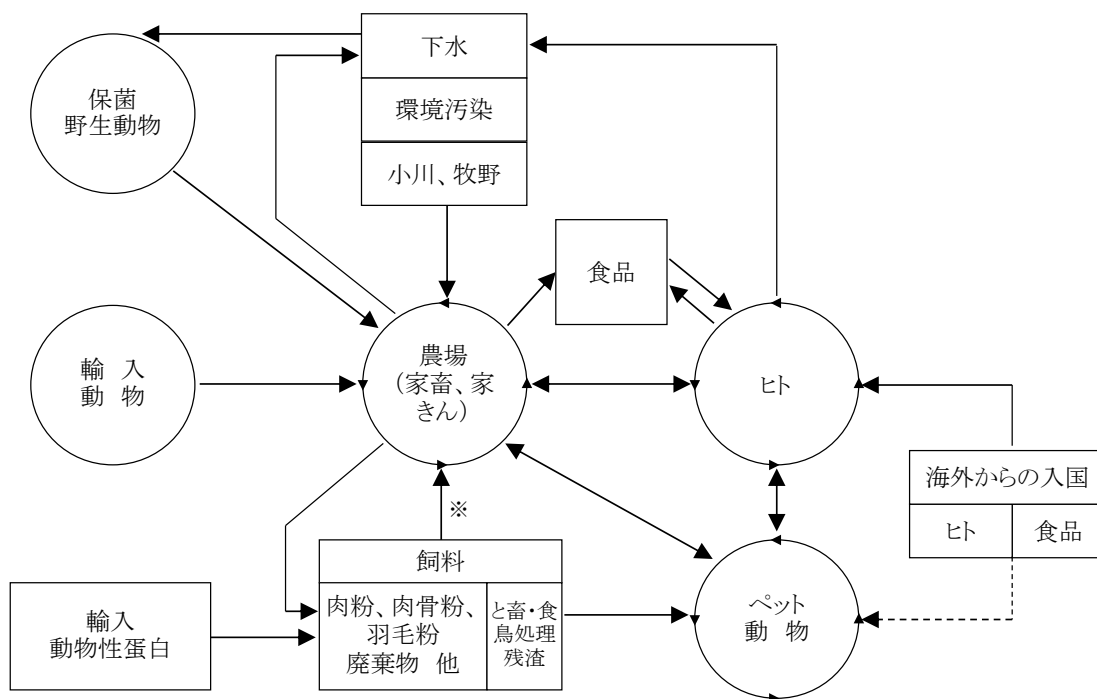 下水
環境汚染
小川、牧野
保菌
野生動物
食品
輸 入
動 物
農場
(家畜、家
きん)
ヒト
海外からの入国
ヒト
食品
※
飼料
肉粉、肉骨粉、
羽毛粉
廃棄物 他
と畜・食
鳥処理
残渣
輸入
動物性蛋白
ペット
動 物